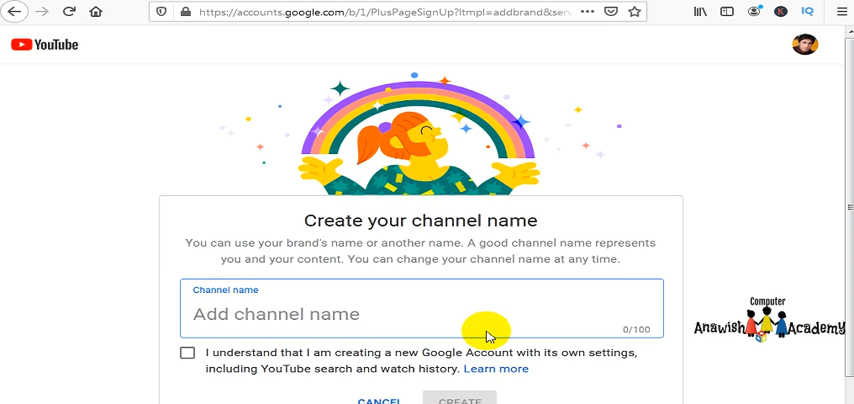 https://accounts.google.com/b/1/PlusPageSignUp?ltmpl=addbrand&serv
IQ
YouTube
Create your channel name
You can use your brand's name or another name. A good channel name represents
you and your content. You can change your channel name at any time.
Channel name
Add channel name
0/100
I understand that I am creating a new Google Account with its own settings,
including YouTube search and watch history. Learn more
CANCEL CREATE
Computer
Anawish Academy